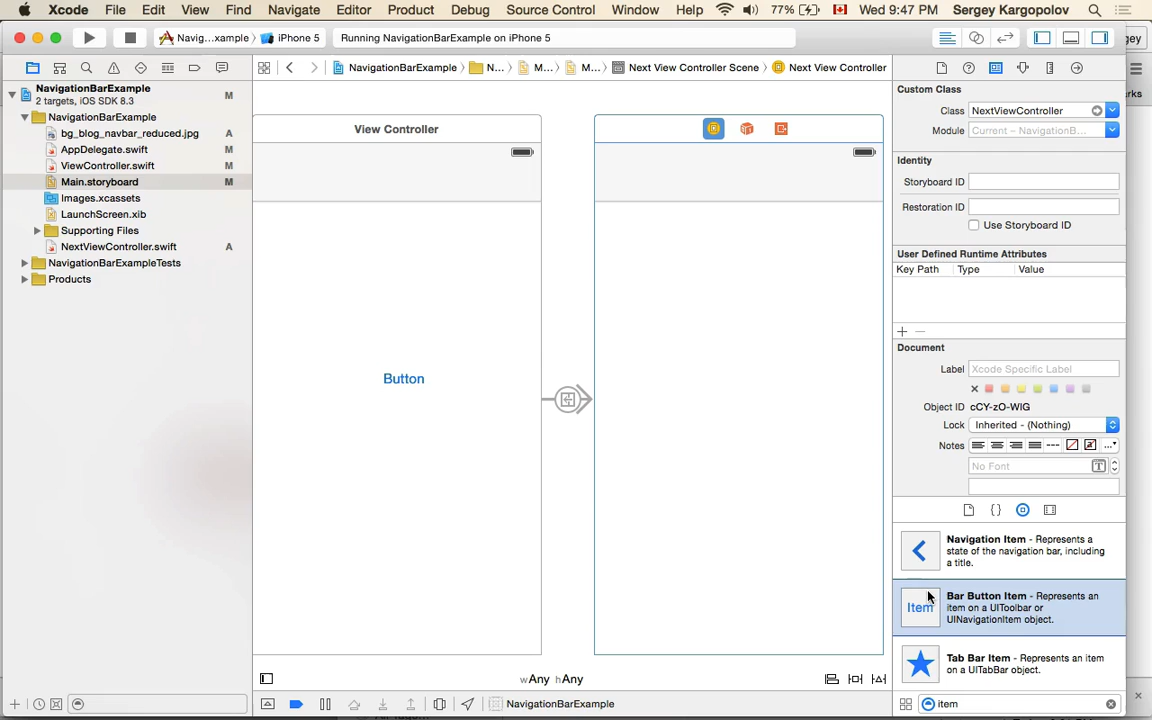 Xcode File Edit View Find Navigate Editor Product Debug Source Control Window Help 77% Wed 9:47 PM Sergey Kargopolov
Navig...xample iPhone 5 Running NavigationBarExample on iPhone 5
NavigationBarExample N... M... M... Next View Controller Scene Next View Controller
NavigationBarExample M
2 targets, iOS SDK 8.3
NavigationBarExample
bg_blog_navbar_reduced.jpg A
AppDelegate.swift M
ViewController.swift M
Main.storyboard M
Images.xcassets
LaunchScreen.xib
Supporting Files
NextViewController.swift A
NavigationBarExampleTests
Products
View Controller
Button
wAny hAny
NavigationBarExample
Custom Class
Class NextViewController
Module Current – NavigationB...
Identity
Storyboard ID
Restoration ID
Use Storyboard ID
User Defined Runtime Attributes
Key Path Type Value
Document
Label Xcode Specific Label
Object ID cCY-zO-WIG
Lock Inherited - (Nothing)
Notes
No Font
Navigation Item - Represents a
state of the navigation bar, including
a title.
Item
Bar Button Item - Represents an
item on a UIToolbar or
UINavigationItem object.
Tab Bar Item - Represents an item
on a UITabBar object.
item